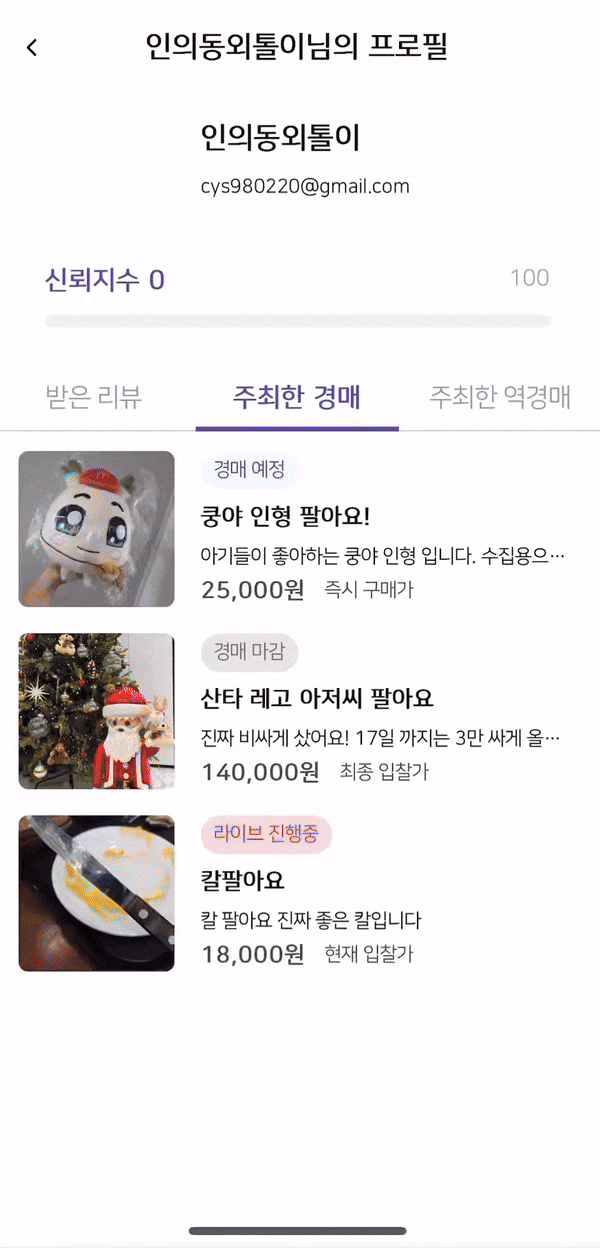 인의동외톨이님의 프로필
인의동외톨이
cys980220@gmail.com
신뢰지수 0 100
받은 리뷰 주최한 경매 주최한 역경매
경매 예정
쿵야 인형 팔아요!
아기들이 좋아하는 쿵야 인형 입니다. 수집용으…
25,000원 즉시 구매가
경매 마감
산타 레고 아저씨 팔아요
진짜 비싸게 샀어요! 17일 까지는 3만 싸게 올…
140,000원 최종 입찰가
라이브 진행중
칼팔아요
칼 팔아요 진짜 좋은 칼입니다
18,000원 현재 입찰가